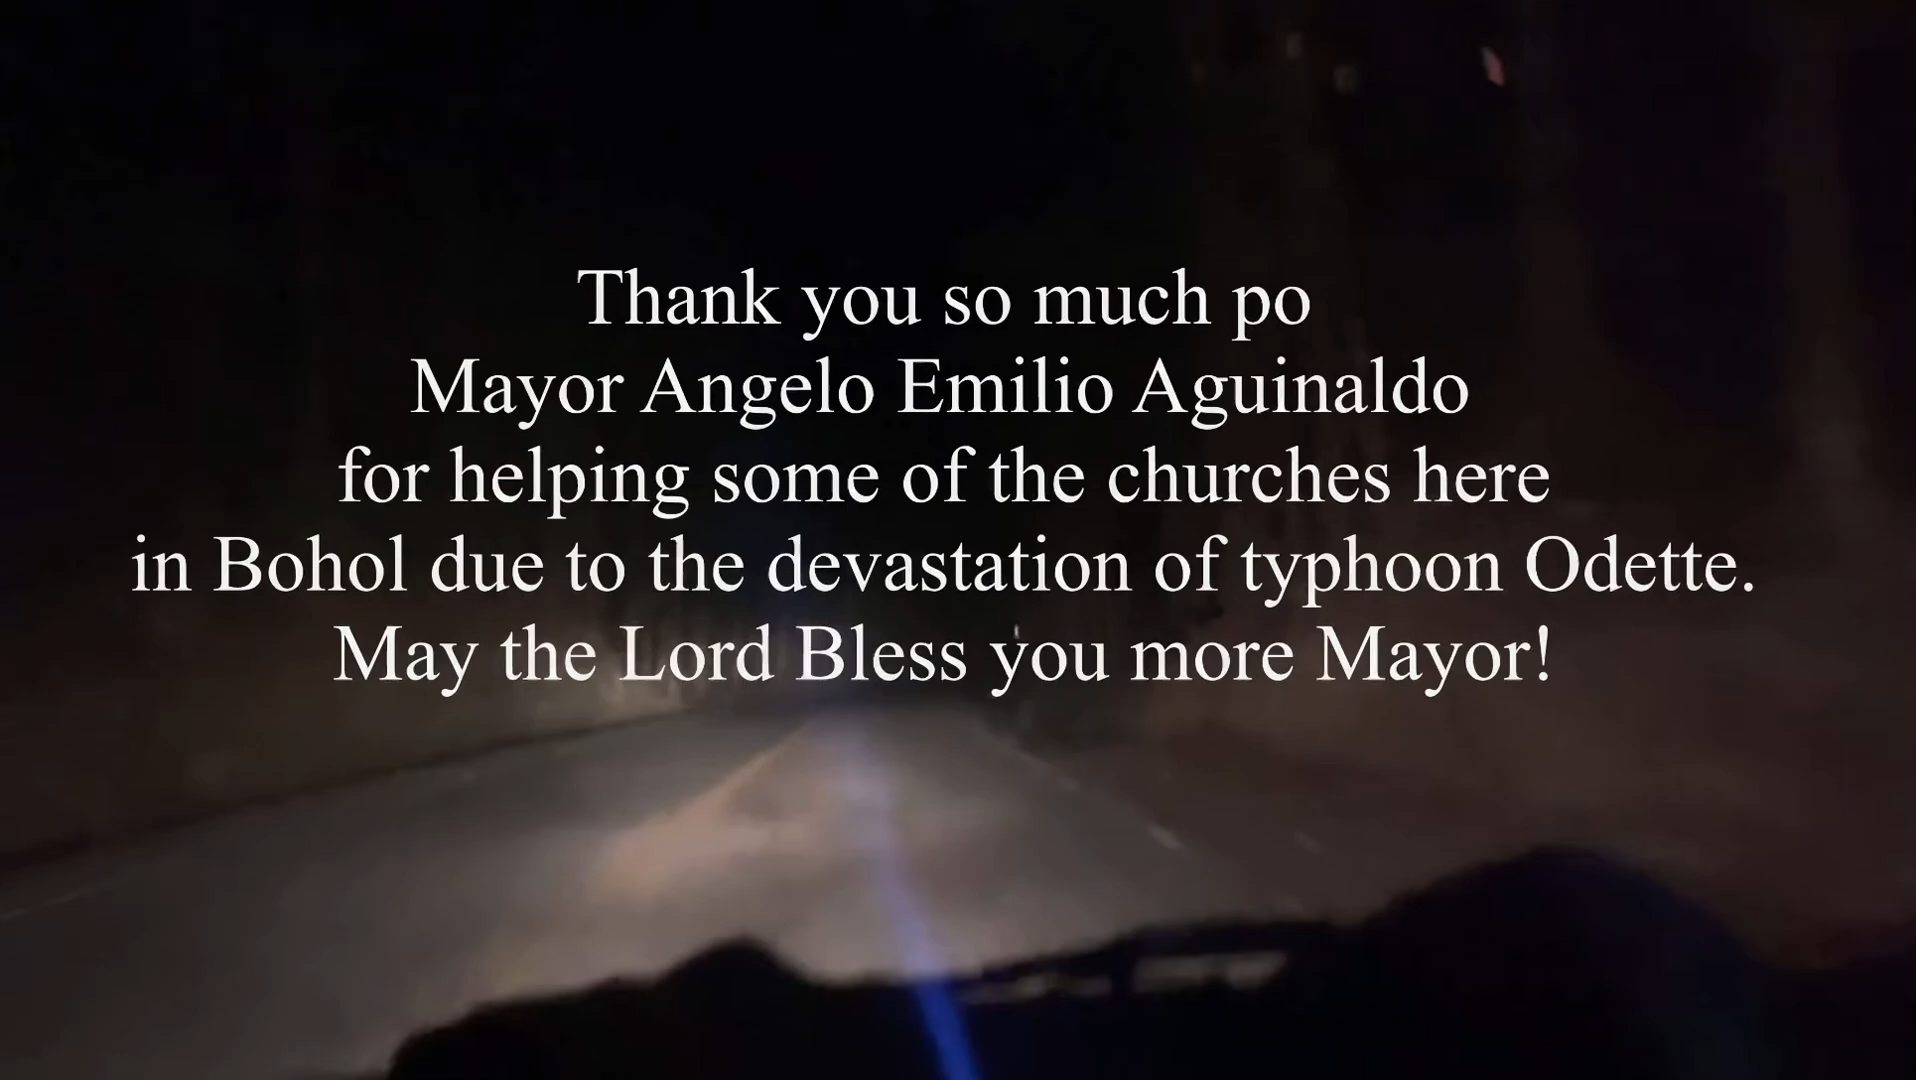 Thank you so much po
Mayor Angelo Emilio Aguinaldo
for helping some of the churches here
in Bohol due to the devastation of typhoon Odette.
May the Lord Bless you more Mayor!